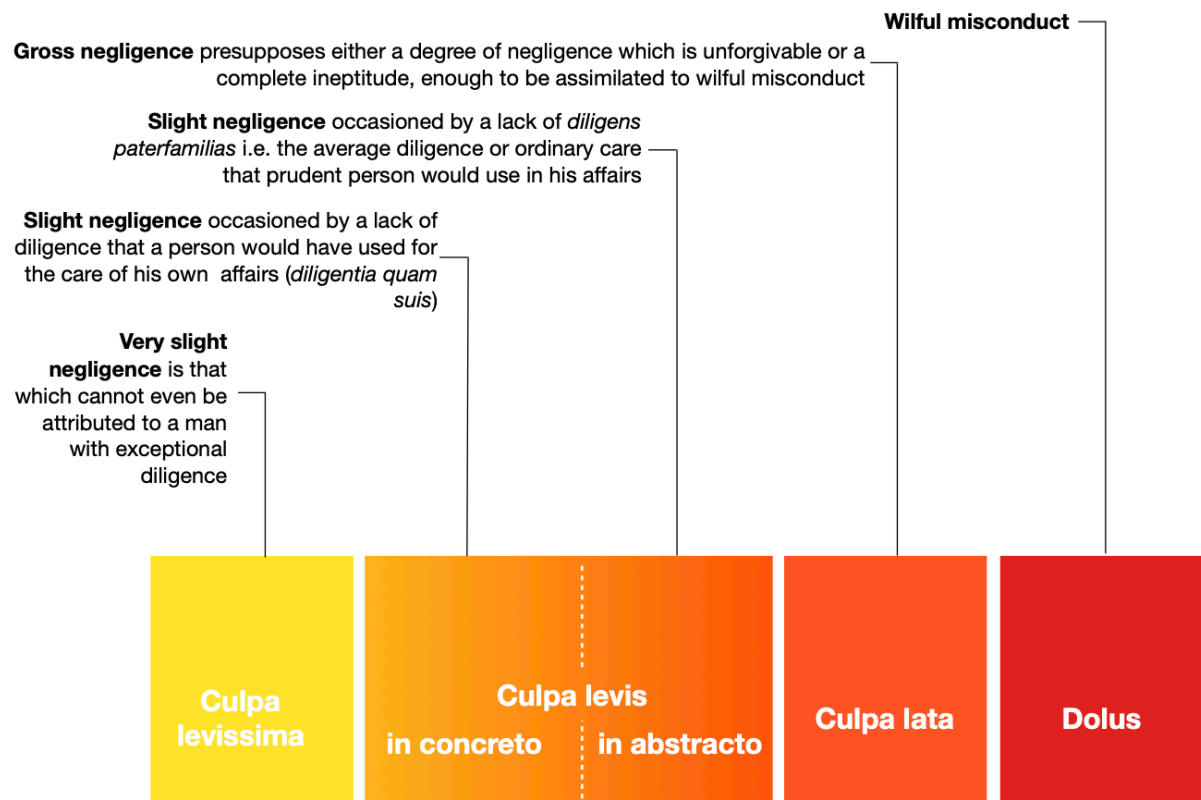 Wilful misconduct
Gross negligence presupposes either a degree of negligence which is unforgivable or a
complete ineptitude, enough to be assimilated to wilful misconduct
Slight negligence occasioned by a lack of diligens
paterfamilias i.e. the average diligence or ordinary care
that prudent person would use in his affairs
Slight negligence occasioned by a lack of
diligence that a person would have used for
the care of his own affairs (diligentia quam
suis)
Very slight
negligence is that
which cannot even be
attributed to a man
with exceptional
diligence
Culpa
levissima
Culpa levis
in concreto
in abstracto
Culpa lata
Dolus